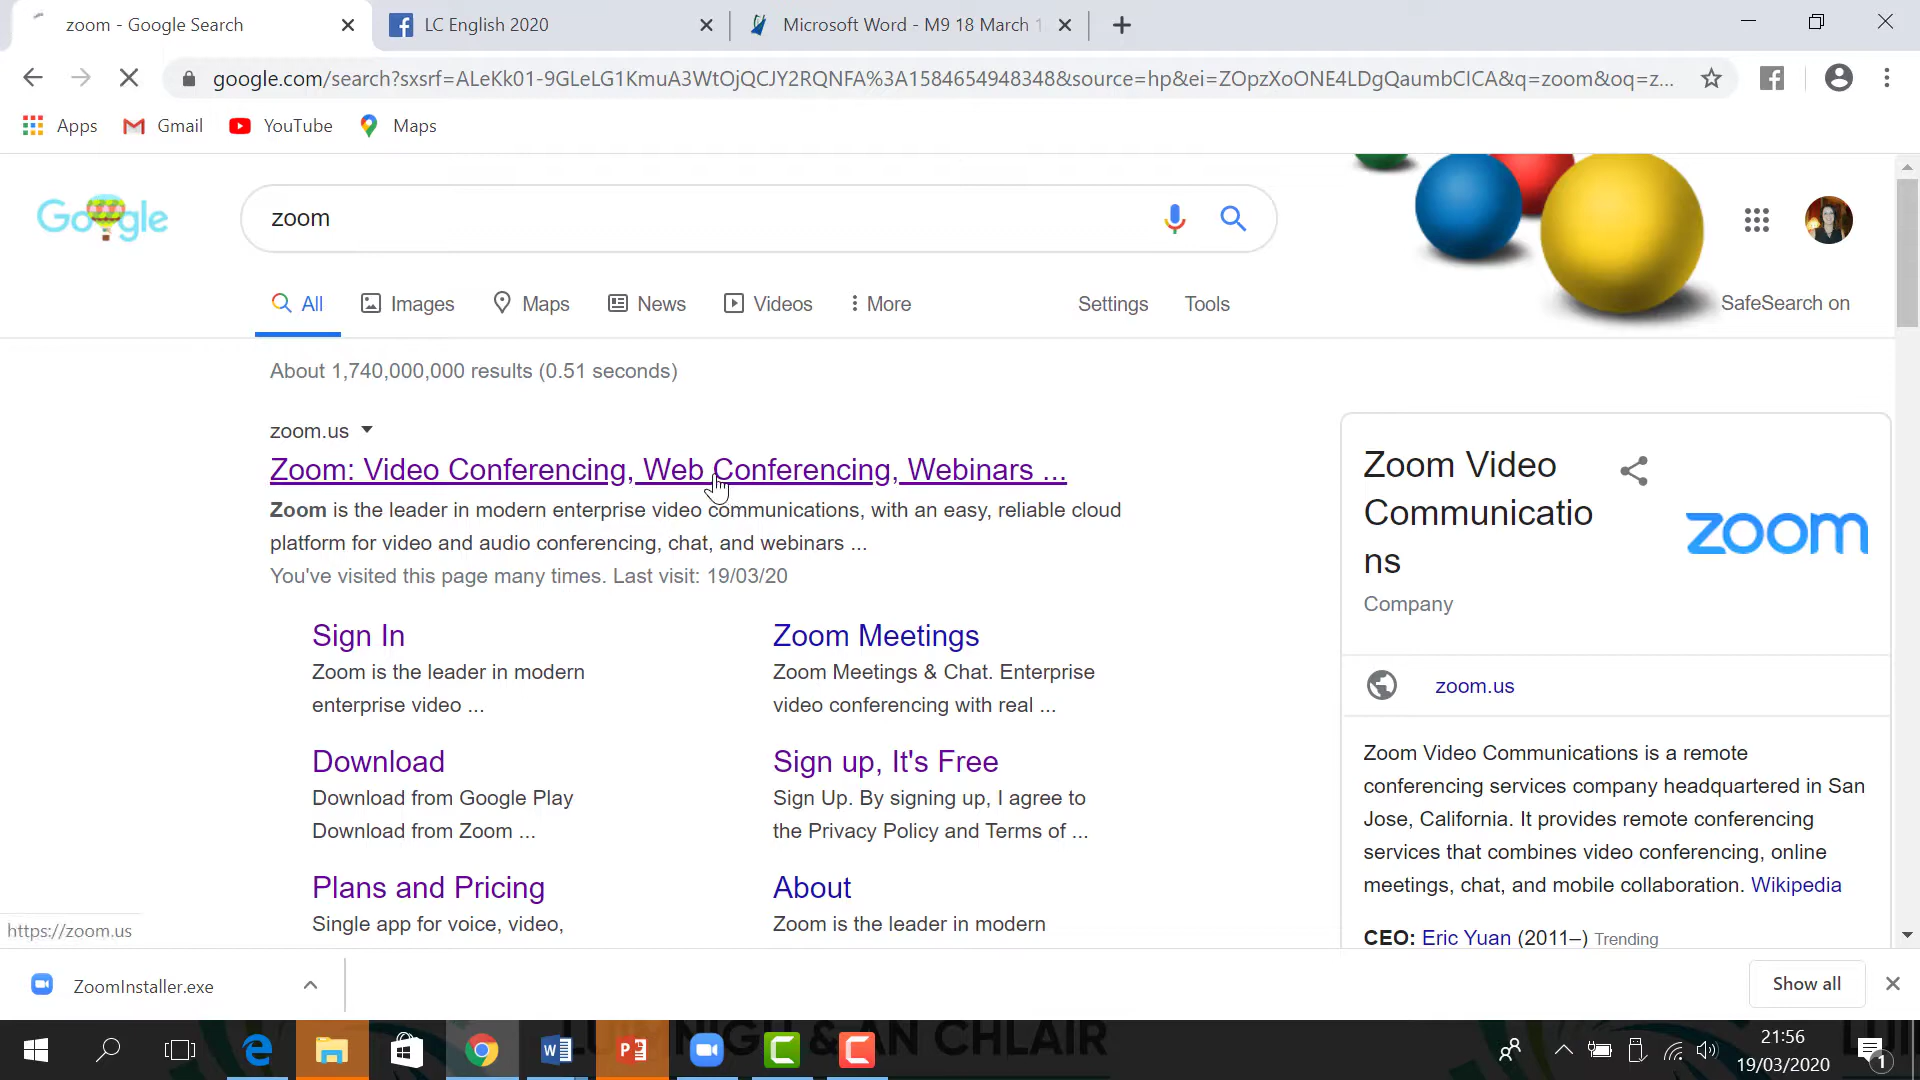 zoom - Google Search
LC English 2020
Microsoft Word - M9 18 March 1
google.com/search?sxsrf=ALeKk01-9GLeLG1KmuA3WtOjQCJY2RQNFA%3A1584654948348&source=hp&ei=ZOpzXoONE4LDgQaumbCICA&q=zoom&oq=z...
Apps
Gmail
YouTube
Maps
Google
zoom
All
Images
Maps
News
Videos
More
Settings
Tools
SafeSearch on
About 1,740,000,000 results (0.51 seconds)
zoom.us
Zoom: Video Conferencing, Web Conferencing, Webinars ...
Zoom is the leader in modern enterprise video communications, with an easy, reliable cloud
platform for video and audio conferencing, chat, and webinars ...
You've visited this page many times. Last visit: 19/03/20
Sign In
Zoom is the leader in modern
enterprise video ...
Zoom Meetings
Zoom Meetings & Chat. Enterprise
video conferencing with real ...
Download
Download from Google Play
Download from Zoom ...
Sign up, It's Free
Sign Up. By signing up, I agree to
the Privacy Policy and Terms of ...
Plans and Pricing
Single app for voice, video,
About
Zoom is the leader in modern
Zoom Video
Communicatio
ns
Company
zoom
zoom.us
Zoom Video Communications is a remote
conferencing services company headquartered in San
Jose, California. It provides remote conferencing
services that combines video conferencing, online
meetings, chat, and mobile collaboration. Wikipedia
CEO: Eric Yuan (2011–) Trending
https://zoom.us
ZoomInstaller.exe
Show all
LUIMNIGH & AN CHLÁIR
21:56
19/03/2020
1